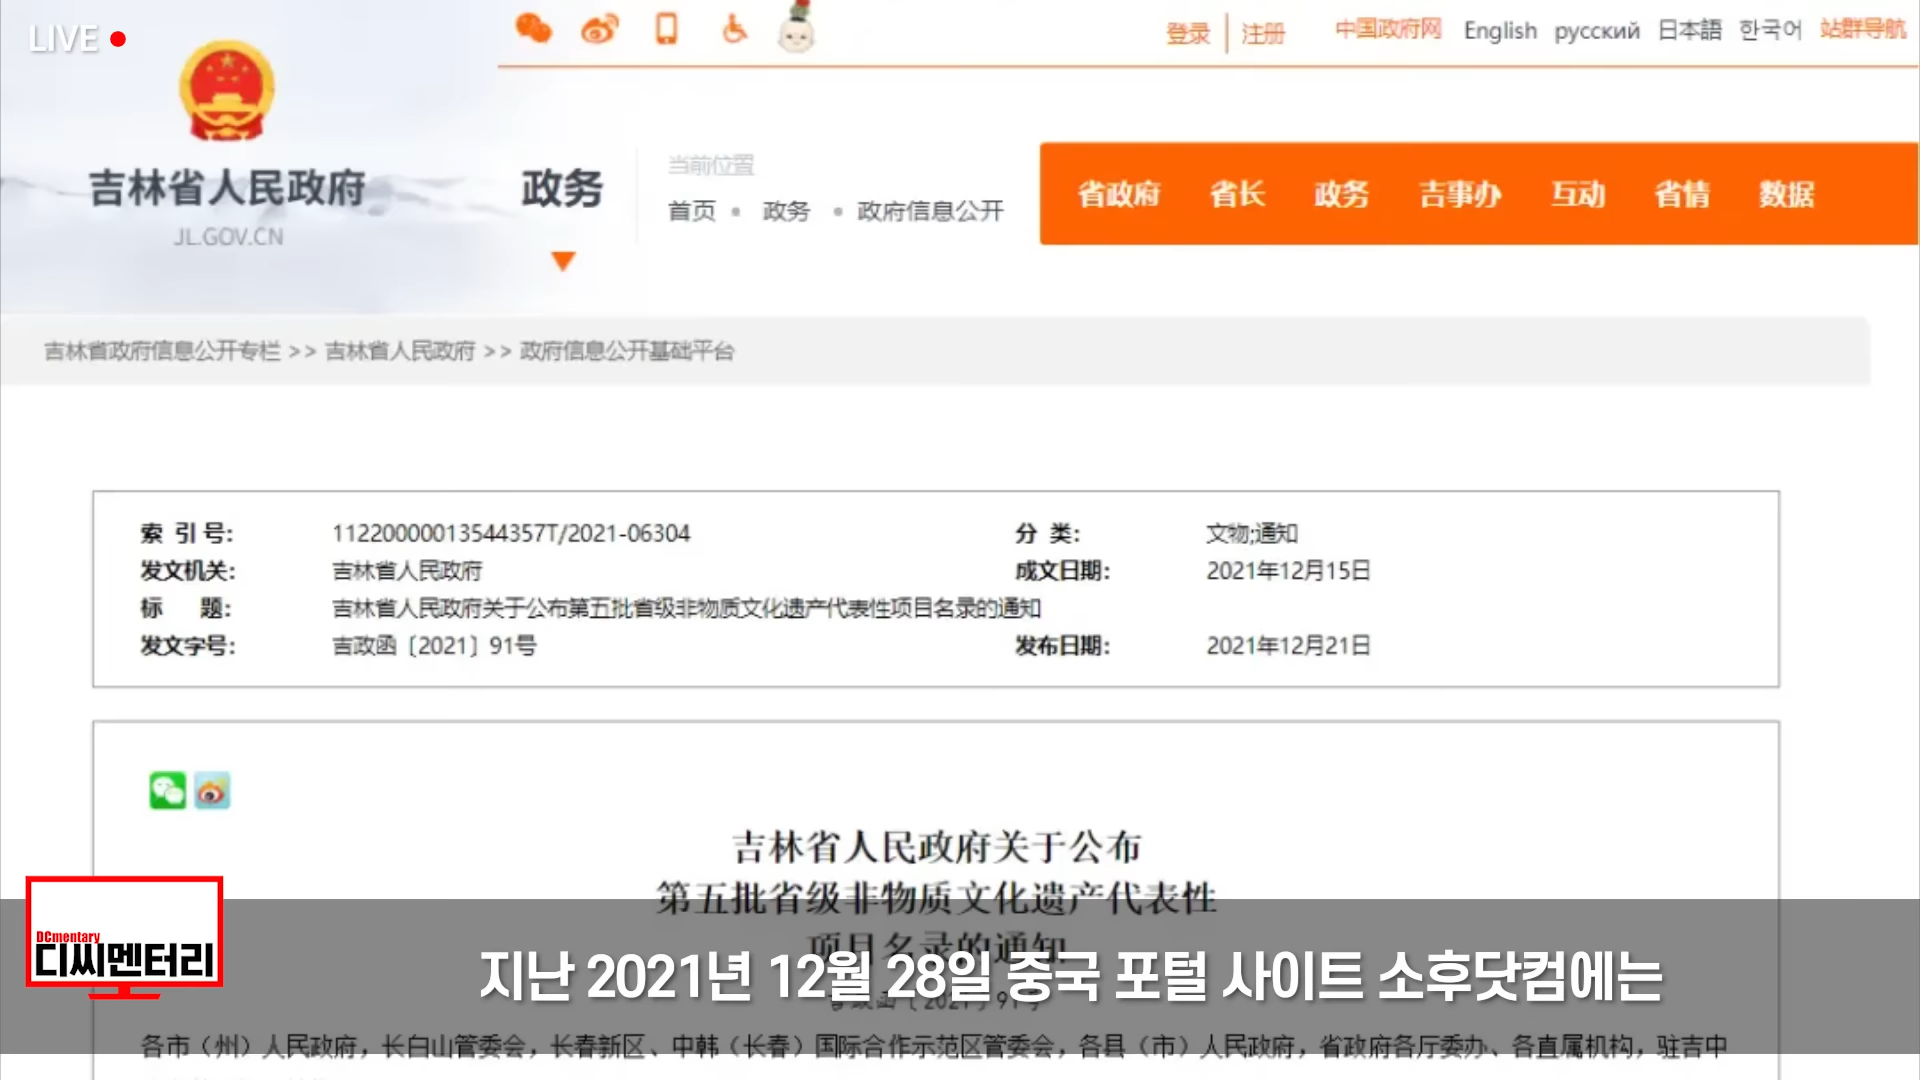 LIVE
登录 注册 中国政府网 English русский 日本語 한국어 站群导航
吉林省人民政府
JL.GOV.CN
政务
当前位置
首页 政务 政府信息公开
省政府 省长 政务 吉事办 互动 省情 数据
吉林省政府信息公开专栏 >> 吉林省人民政府 >> 政府信息公开基础平台
索 引 号: 11220000013544357T/2021-06304 分 类: 文物;通知
发文机关: 吉林省人民政府 成文日期: 2021年12月15日
标 题: 吉林省人民政府关于公布第五批省级非物质文化遗产代表性项目名录的通知
发文字号: 吉政函〔2021〕91号 发布日期: 2021年12月21日
吉林省人民政府关于公布
第五批省级非物质文化遗产代表性
项目名录的通知
吉政函〔2021〕91号
DCmentary
디씨멘터리
지난 2021년 12월 28일 중국 포털 사이트 소후닷컴에는
各市（州）人民政府，长白山管委会，长春新区、中韩（长春）国际合作示范区管委会，各县（市）人民政府，省政府各厅委办、各直属机构，驻吉中